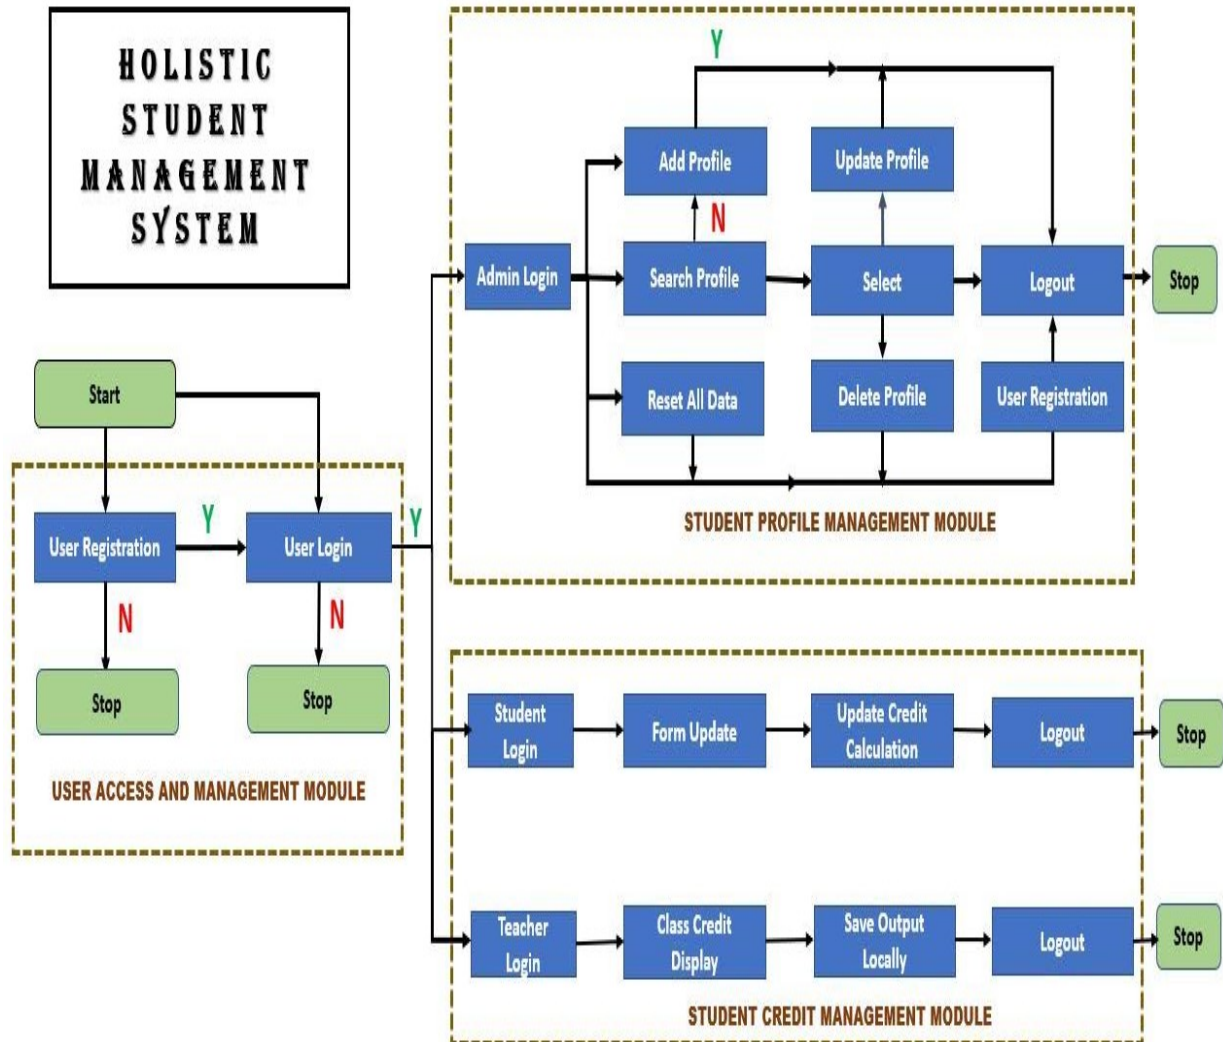 HOLISTIC
STUDENT
MANAGEMENT
SYSTEM
Start
User Registration
Y
User Login
Y
N
N
Stop
Stop
USER ACCESS AND MANAGEMENT MODULE
Y
Add Profile
Update Profile
N
Admin Login
Search Profile
Select
Logout
Stop
Reset All Data
Delete Profile
User Registration
STUDENT PROFILE MANAGEMENT MODULE
Student
Login
Form Update
Update Credit
Calculation
Logout
Stop
Teacher
Login
Class Credit
Display
Save Output
Locally
Logout
Stop
STUDENT CREDIT MANAGEMENT MODULE